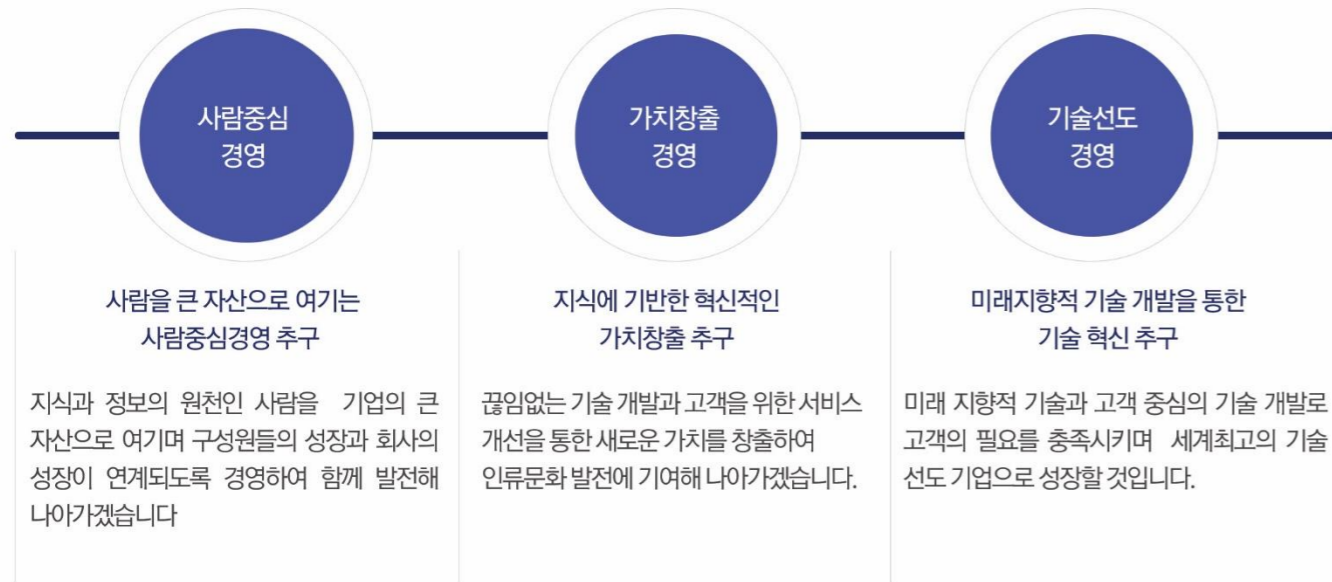 사람중심
경영
가치창출
경영
기술선도
경영
사람을 큰 자산으로 여기는
사람중심경영 추구
지식과 정보의 원천인 사람을 기업의 큰
자산으로 여기며 구성원들의 성장과 회사의
성장이 연계되도록 경영하여 함께 발전해
나아가겠습니다
지식에 기반한 혁신적인
가치창출 추구
끊임없는 기술 개발과 고객을 위한 서비스
개선을 통한 새로운 가치를 창출하여
인류문화 발전에 기여해 나아가겠습니다.
미래지향적 기술 개발을 통한
기술 혁신 추구
미래 지향적 기술과 고객 중심의 기술 개발로
고객의 필요를 충족시키며 세계최고의 기술
선도 기업으로 성장할 것입니다.